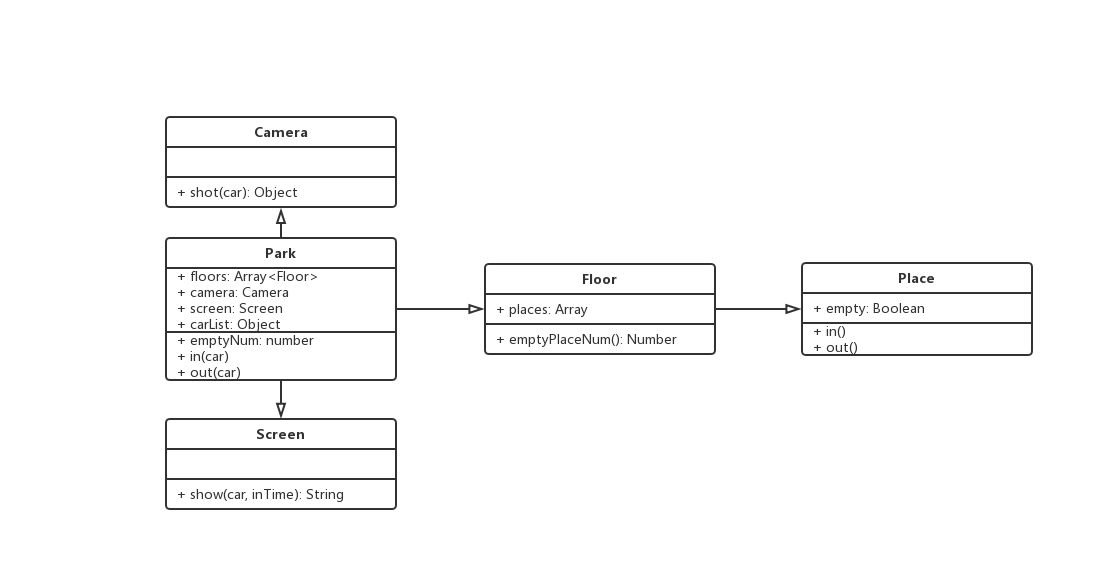 Camera
+ shot(car): Object
Park
+ floors: Array<Floor>
+ camera: Camera
+ screen: Screen
+ carList: Object
+ emptyNum: number
+ in(car)
+ out(car)
Screen
+ show(car, inTime): String
Floor
+ places: Array
+ emptyPlaceNum(): Number
Place
+ empty: Boolean
+ in()
+ out()